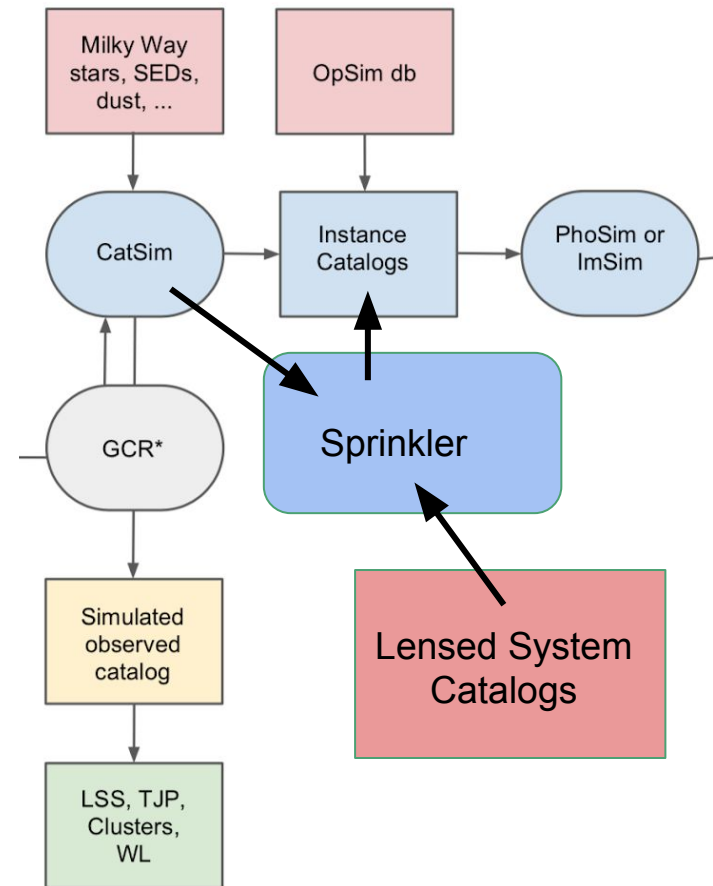 Milky Way
stars, SEDs,
dust, ...
OpSim db
CatSim
Instance
Catalogs
PhoSim or
ImSim
GCR*
Sprinkler
Simulated
observed
catalog
Lensed System
Catalogs
LSS, TJP,
Clusters,
WL